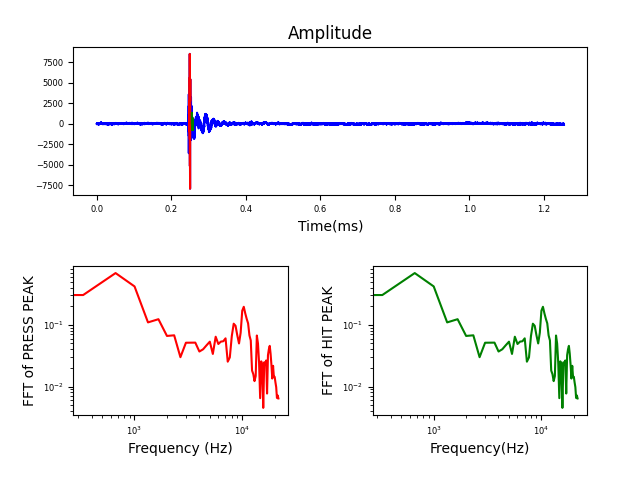 Amplitude
7500
5000
2500
0
−2500
−5000
−7500
0.0 0.2 0.4 0.6 0.8 1.0 1.2
Time(ms)
FFT of PRESS PEAK
10⁻¹
10⁻²
10³ 10⁴
Frequency (Hz)
FFT of HIT PEAK
10⁻¹
10⁻²
10³ 10⁴
Frequency(Hz)